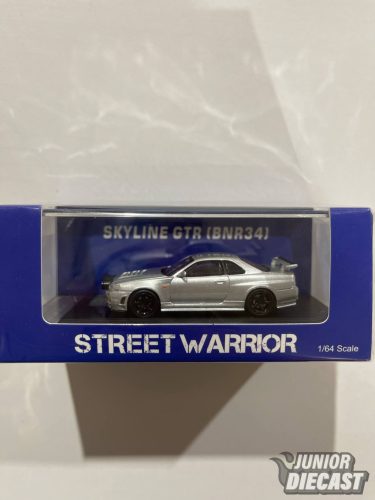 SKYLINE GTR (BNR34)
STREET WARRIOR
1/64 Scale
JUNIOR
DIECAST